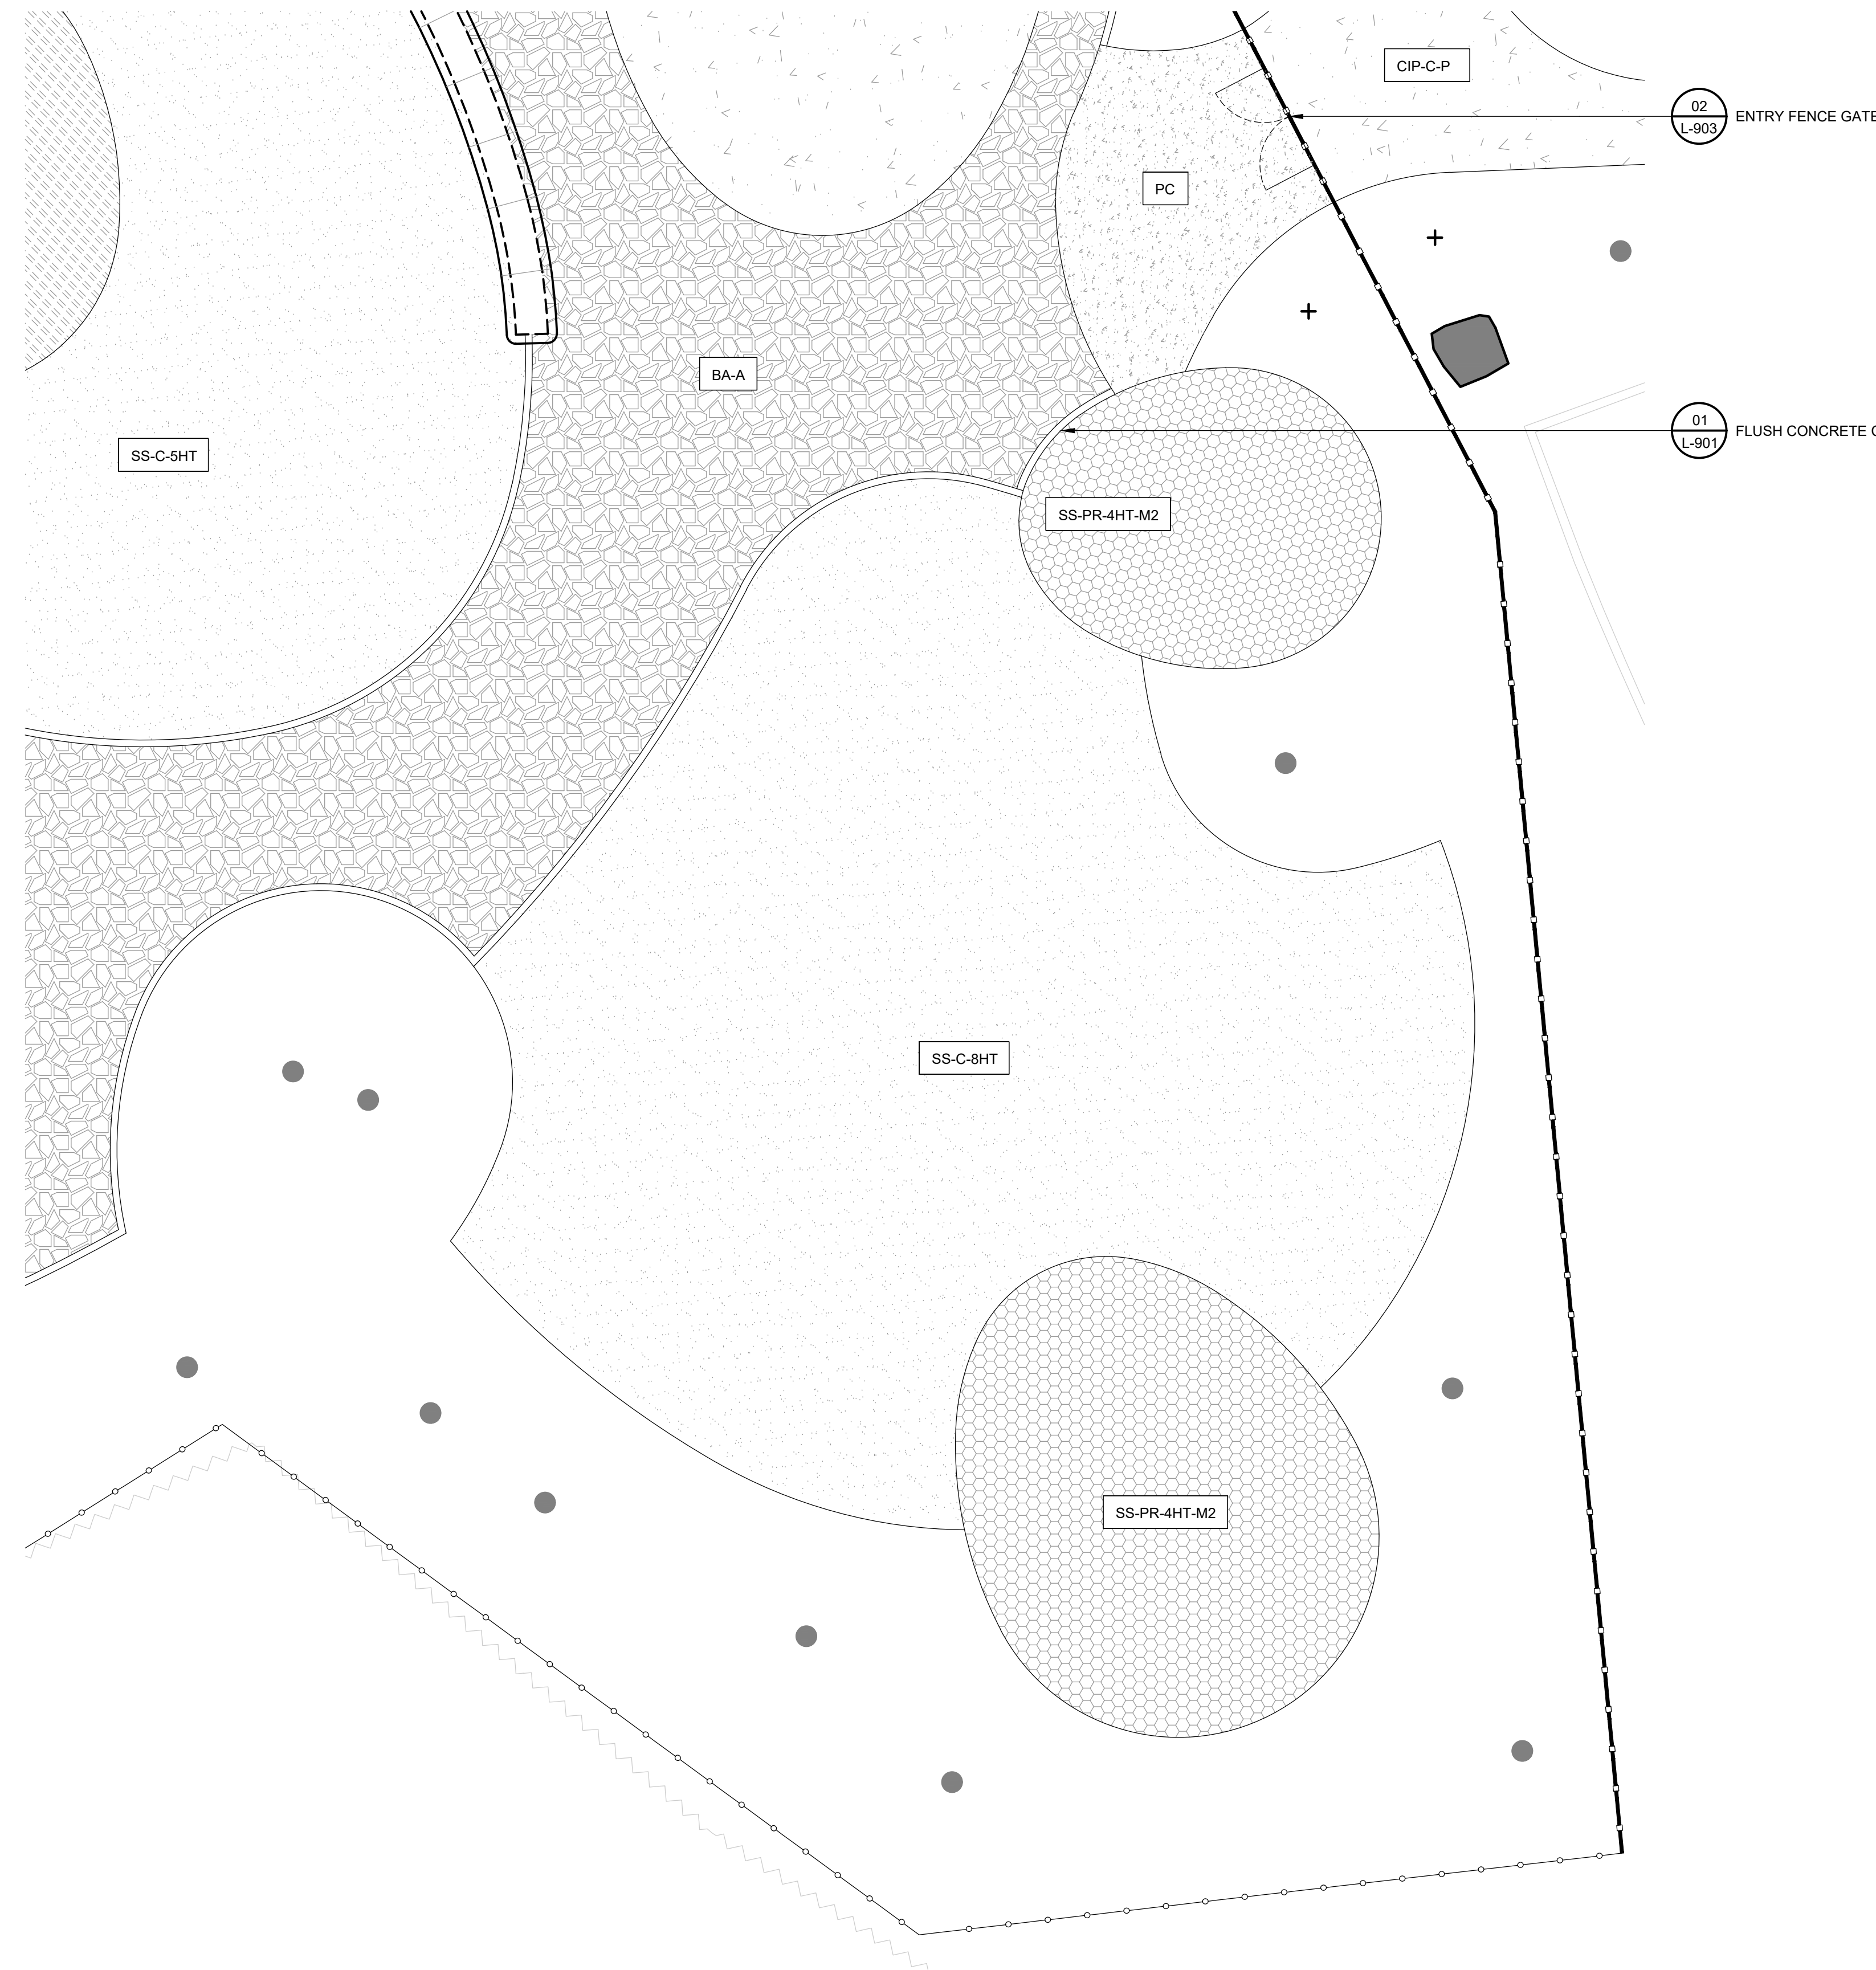 CIP-C-P
02
L-903
ENTRY FENCE GATE
PC
BA-A
01
L-901
FLUSH CONCRETE
SS-C-5HT
SS-PR-4HT-M2
SS-C-8HT
SS-PR-4HT-M2